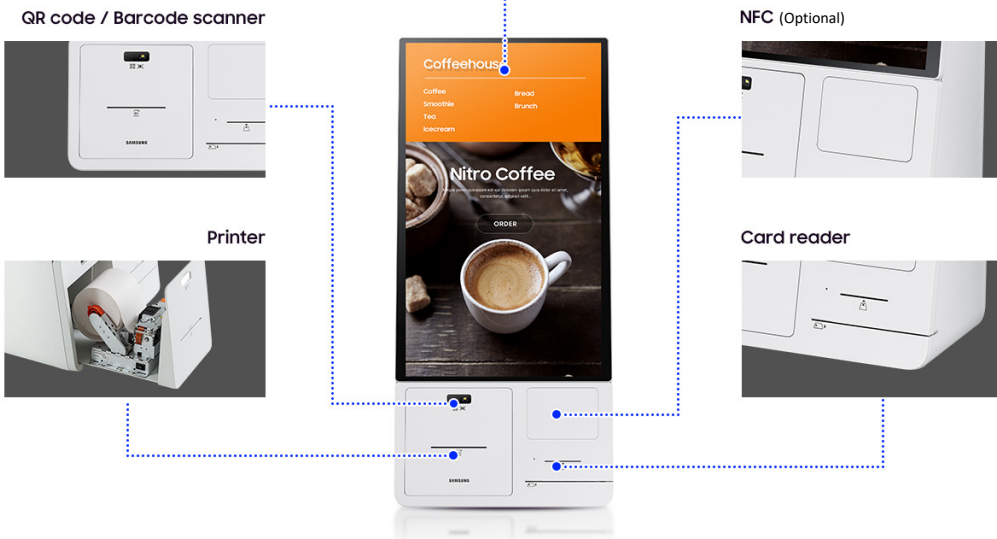 QR code / Barcode scanner
NFC (Optional)
SAMSUNG
Coffeehouse
Coffee
Smoothie
Tea
Icecream
Bread
Brunch
Nitro Coffee
ORDER
Printer
Card reader
SAMSUNG